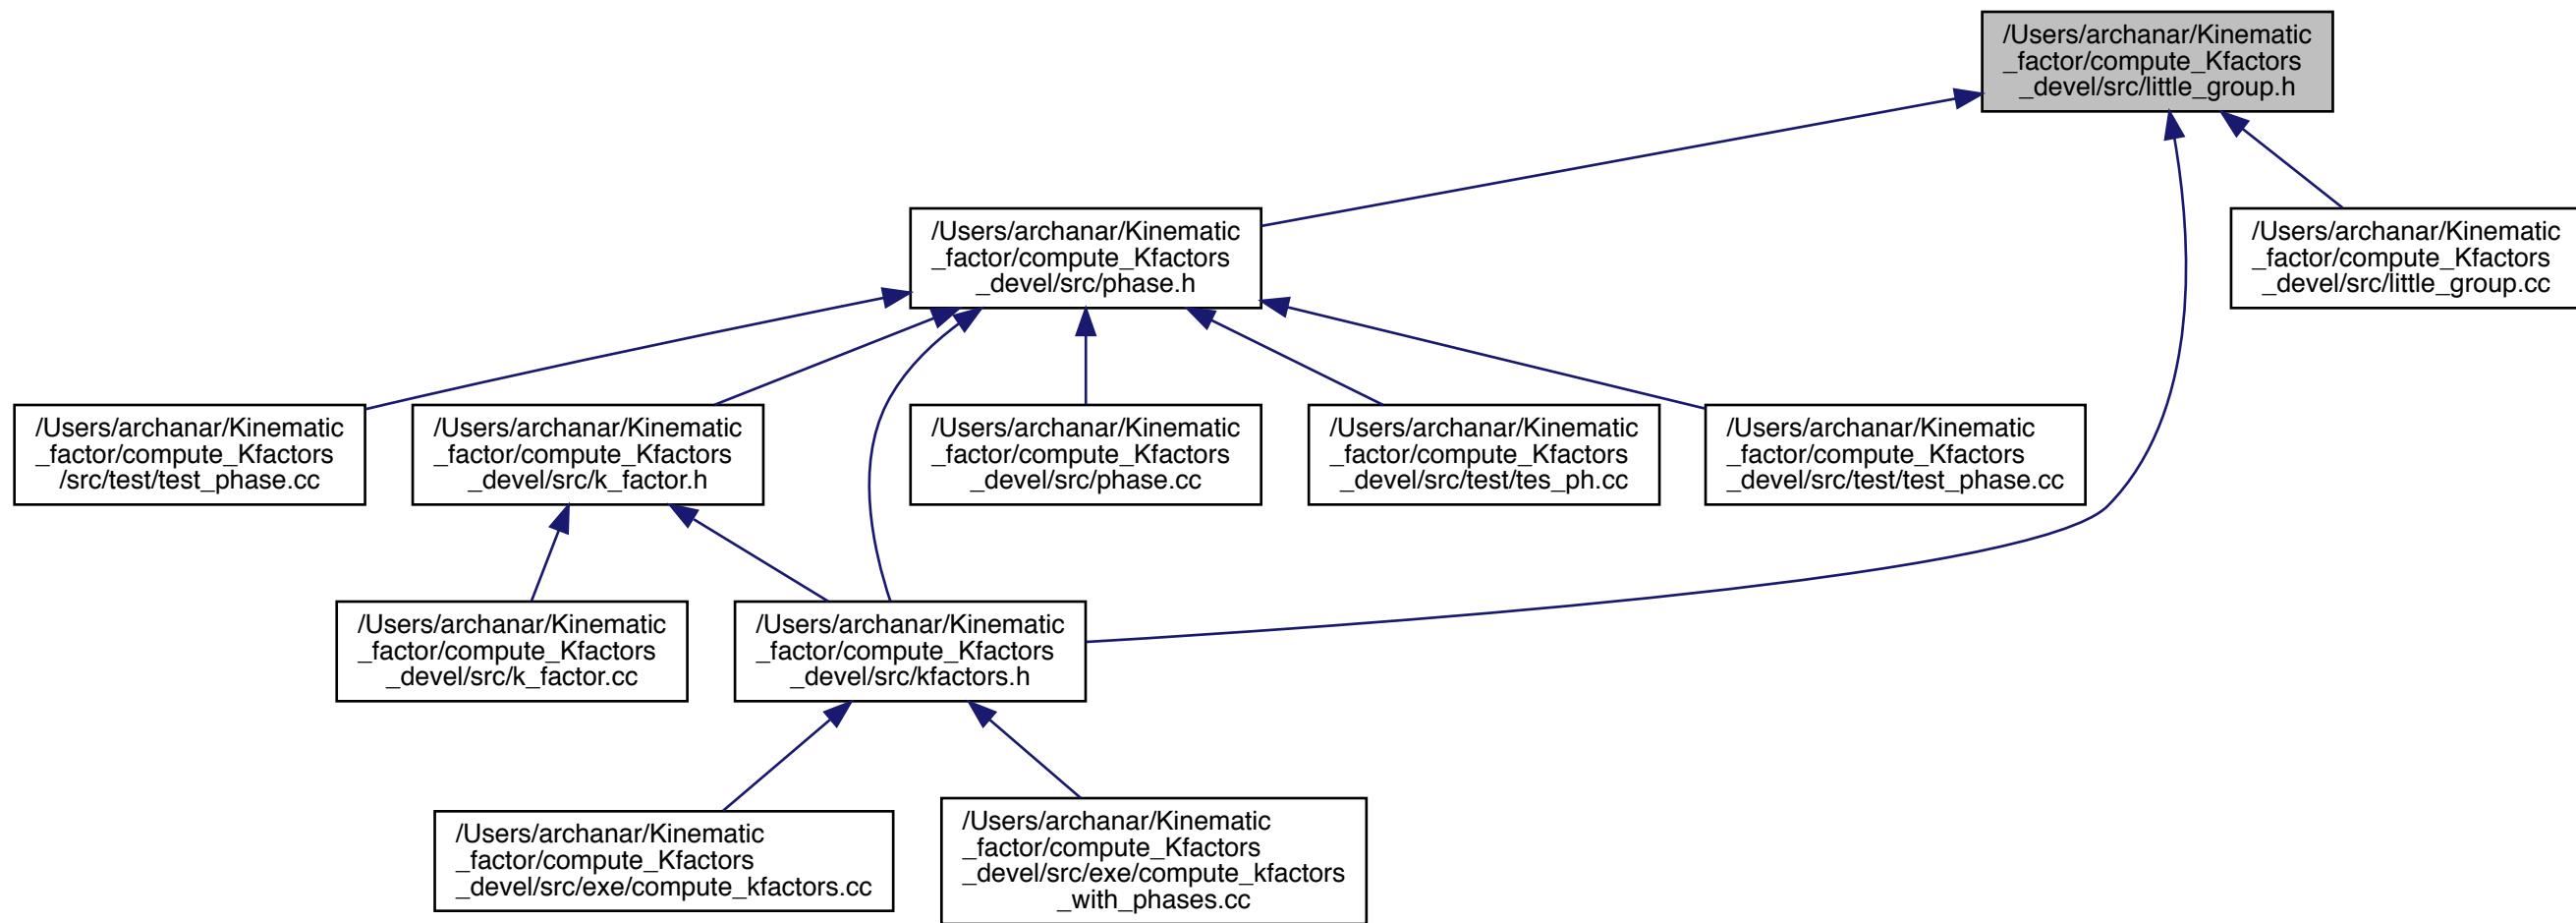 /Users/archanar/Kinematic
_factor/compute_Kfactors
_devel/src/little_group.h
/Users/archanar/Kinematic
_factor/compute_Kfactors
_devel/src/phase.h
/Users/archanar/Kinematic
_factor/compute_Kfactors
_devel/src/little_group.cc
/Users/archanar/Kinematic
_factor/compute_Kfactors
/src/test/test_phase.cc
/Users/archanar/Kinematic
_factor/compute_Kfactors
_devel/src/k_factor.h
/Users/archanar/Kinematic
_factor/compute_Kfactors
_devel/src/phase.cc
/Users/archanar/Kinematic
_factor/compute_Kfactors
_devel/src/test/tes_ph.cc
/Users/archanar/Kinematic
_factor/compute_Kfactors
_devel/src/test/test_phase.cc
/Users/archanar/Kinematic
_factor/compute_Kfactors
_devel/src/k_factor.cc
/Users/archanar/Kinematic
_factor/compute_Kfactors
_devel/src/kfactors.h
/Users/archanar/Kinematic
_factor/compute_Kfactors
_devel/src/exe/compute_kfactors.cc
/Users/archanar/Kinematic
_factor/compute_Kfactors
_devel/src/exe/compute_kfactors
_with_phases.cc